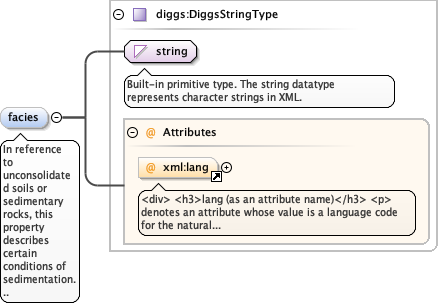 diggs:DiggsStringType
string
Built-in primitive type. The string datatype
represents character strings in XML.
facies
In reference
to
unconsolidate
d soils or
sedimentary
rocks, this
property
describes
certain
conditions of
sedimentation.
..
@ Attributes
@ xml:lang
<div> <h3>lang (as an attribute name)</h3> <p>
denotes an attribute whose value is a language code
for the natural...